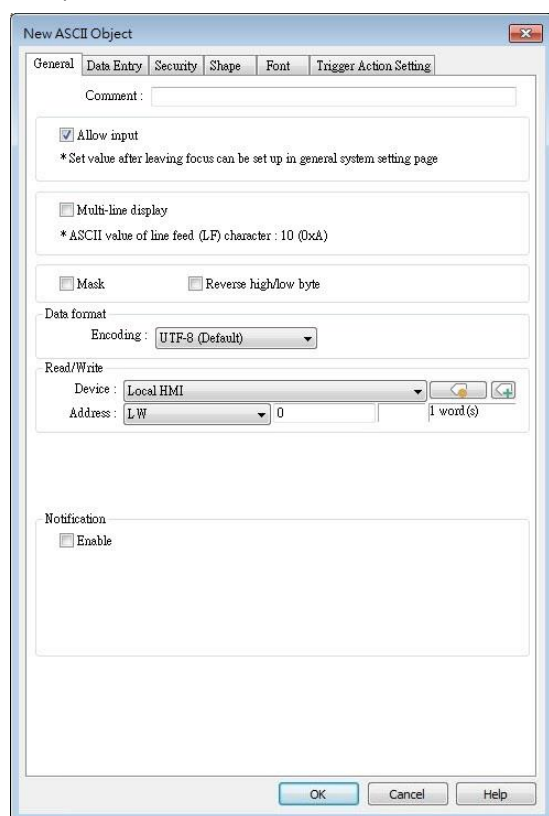 New ASCII Object
General Data Entry Security Shape Font Trigger Action Setting
Comment :
Allow input
* Set value after leaving focus can be set up in general system setting page
Multi-line display
* ASCII value of line feed (LF) character : 10 (0xA)
Mask Reverse high/low byte
Data format
Encoding : UTF-8 (Default)
Read/Write
Device : Local HMI
Address : LW 0 1 word(s)
Notification
Enable
OK Cancel Help